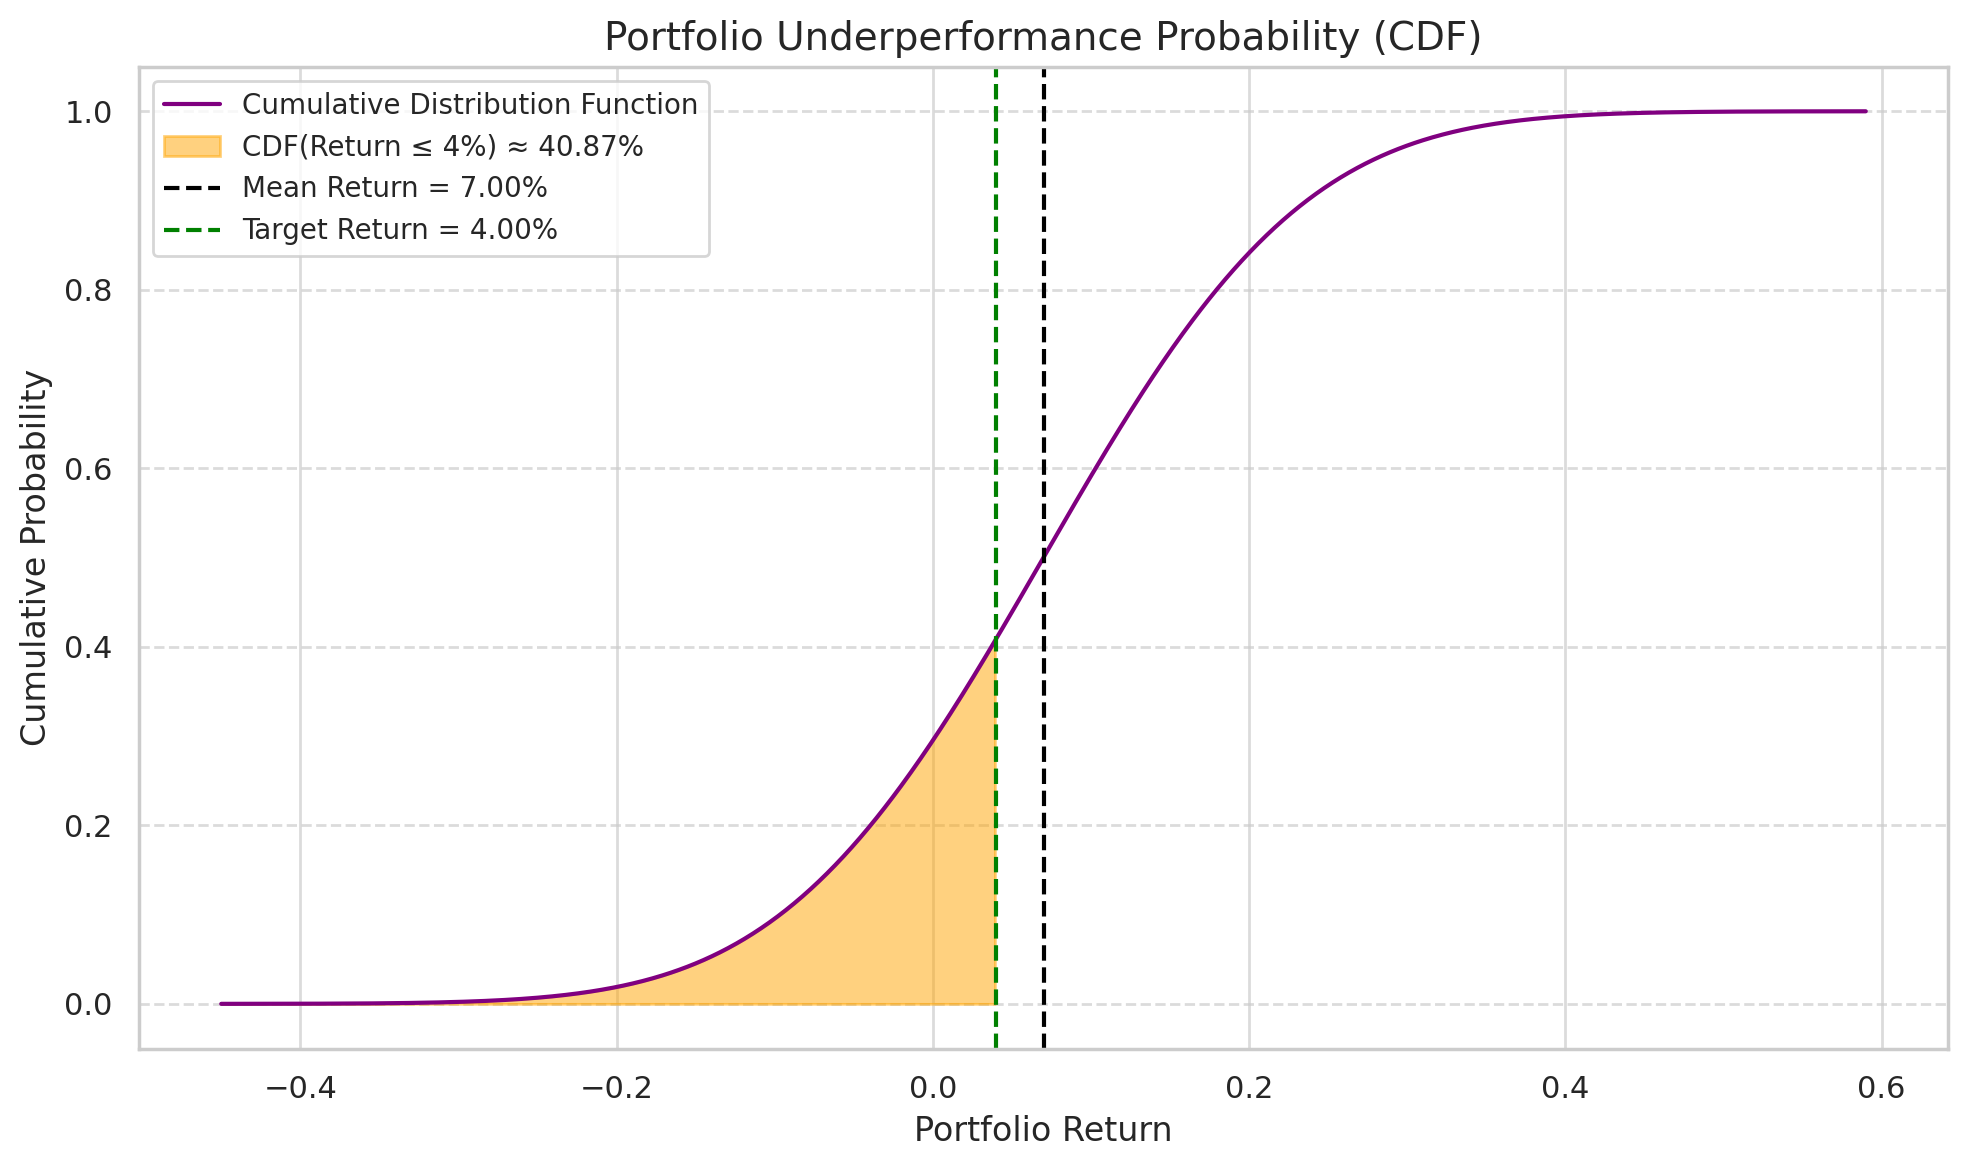 Portfolio Underperformance Probability (CDF)
Cumulative Distribution Function
CDF(Return ≤ 4%) ≈ 40.87%
Mean Return = 7.00%
Target Return = 4.00%
Cumulative Probability
1.0
0.8
0.6
0.4
0.2
0.0
−0.4
−0.2
0.0
0.2
0.4
0.6
Portfolio Return